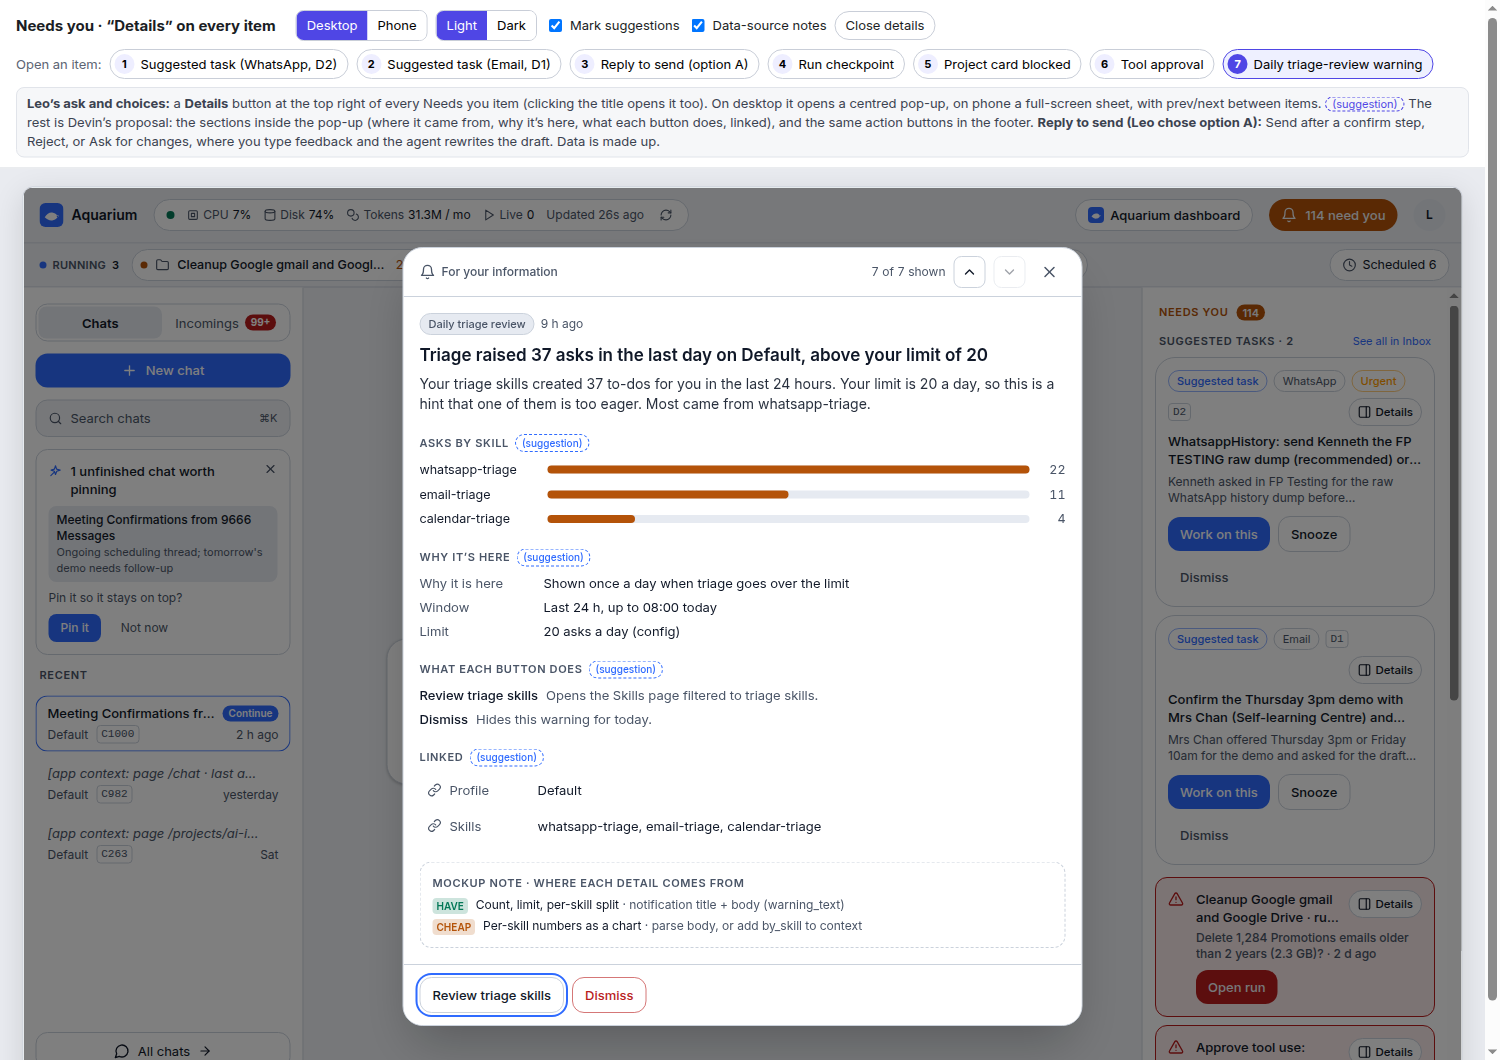 Needs you · “Details” on every item
Desktop Phone Light Dark Mark suggestions Data-source notes Close details
Open an item: 1 Suggested task (WhatsApp, D2) 2 Suggested task (Email, D1) 3 Reply to send (option A) 4 Run checkpoint 5 Project card blocked 6 Tool approval 7 Daily triage-review warning
Leo’s ask and choices: a Details button at the top right of every Needs you item (clicking the title opens it too). On desktop it opens a centred pop-up, on phone a full-screen sheet, with prev/next between items. (suggestion) The
rest is Devin’s proposal: the sections inside the pop-up (where it came from, why it’s here, what each button does, linked), and the same action buttons in the footer. Reply to send (Leo chose option A): Send after a confirm step,
Reject, or Ask for changes, where you type feedback and the agent rewrites the draft. Data is made up.
Aquarium CPU 7% Disk 74% Tokens 31.3M / mo Live 0 Updated 26s ago Aquarium dashboard 114 need you L
RUNNING 3 Cleanup Google gmail and Googl... 2 Scheduled 6
Chats Incomings 99+
New chat
Search chats ⌘K
1 unfinished chat worth
pinning
Meeting Confirmations from 9666
Messages
Ongoing scheduling thread; tomorrow's
demo needs follow-up
Pin it so it stays on top?
Pin it Not now
RECENT
Meeting Confirmations fr... Continue
Default C1000 2 h ago
[app context: page /chat · last a...
Default C982 yesterday
[app context: page /projects/ai-i...
Default C263 Sat
All chats
For your information 7 of 7 shown
Daily triage review 9 h ago
Triage raised 37 asks in the last day on Default, above your limit of 20
Your triage skills created 37 to-dos for you in the last 24 hours. Your limit is 20 a day, so this is a
hint that one of them is too eager. Most came from whatsapp-triage.
ASKS BY SKILL (suggestion)
whatsapp-triage 22
email-triage 11
calendar-triage 4
WHY IT’S HERE (suggestion)
Why it is here Shown once a day when triage goes over the limit
Window Last 24 h, up to 08:00 today
Limit 20 asks a day (config)
WHAT EACH BUTTON DOES (suggestion)
Review triage skills Opens the Skills page filtered to triage skills.
Dismiss Hides this warning for today.
LINKED (suggestion)
Profile Default
Skills whatsapp-triage, email-triage, calendar-triage
MOCKUP NOTE · WHERE EACH DETAIL COMES FROM
HAVE Count, limit, per-skill split · notification title + body (warning_text)
CHEAP Per-skill numbers as a chart · parse body, or add by_skill to context
Review triage skills Dismiss
NEEDS YOU 114
SUGGESTED TASKS · 2 See all in Inbox
Suggested task WhatsApp Urgent
D2 Details
WhatsappHistory: send Kenneth the FP
TESTING raw dump (recommended) or...
Kenneth asked in FP Testing for the raw
WhatsApp history dump before...
Work on this Snooze
Dismiss
Suggested task Email D1
Details
Confirm the Thursday 3pm demo with
Mrs Chan (Self-learning Centre) and...
Mrs Chan offered Thursday 3pm or Friday
10am for the demo and asked for the draft...
Work on this Snooze
Dismiss
Cleanup Google gmail Details
and Google Drive · ru...
Delete 1,284 Promotions emails older
than 2 years (2.3 GB)? · 2 d ago
Open run
Approve tool use: Details